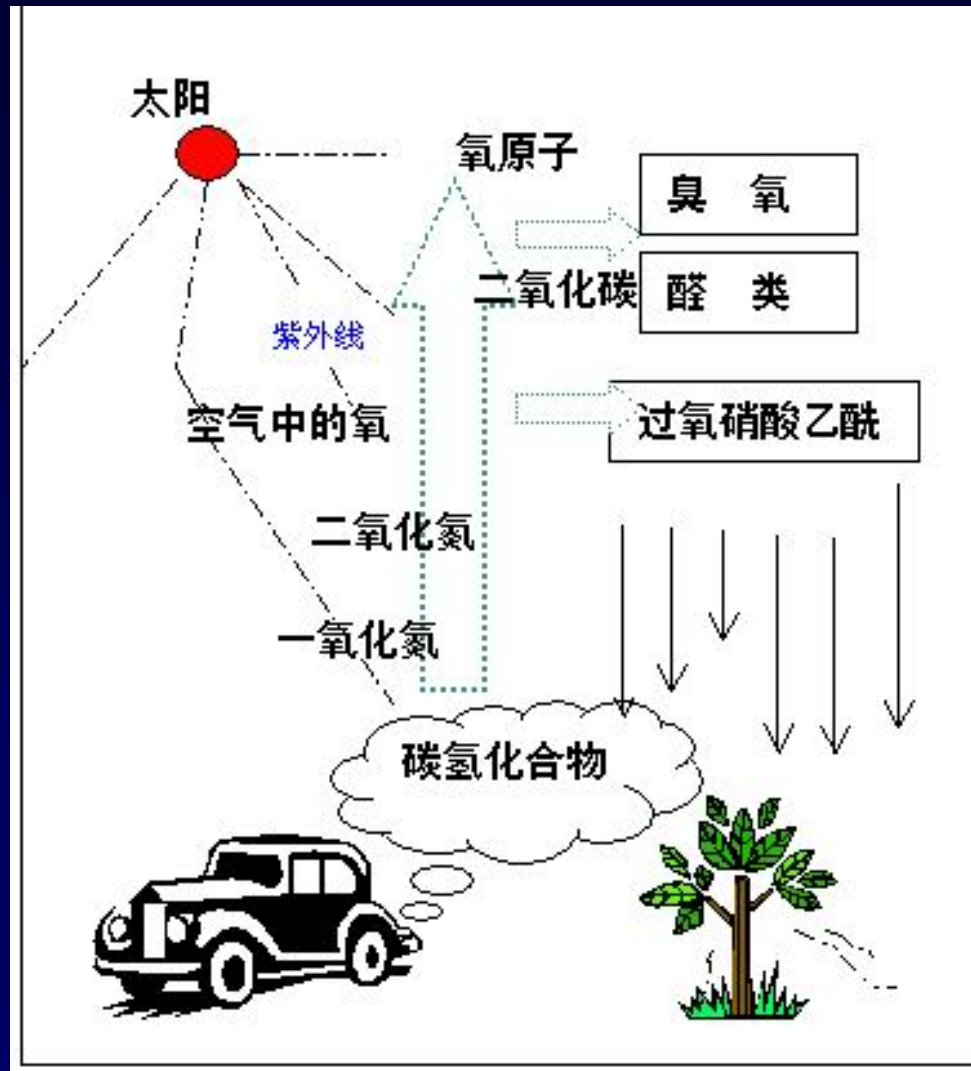 太阳
氧原子
臭 氧
二氧化碳
醛 类
紫外线
空气中的氧
过氧硝酸乙酰
二氧化氮
一氧化氮
碳氢化合物